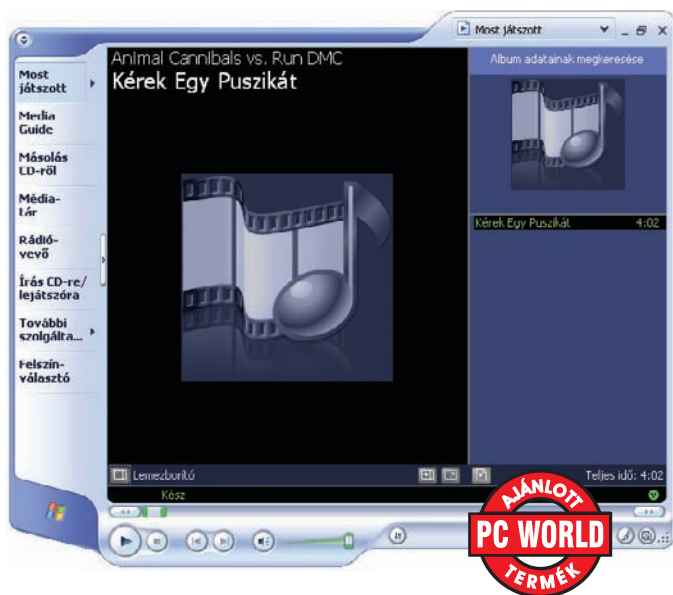 Most játszott
Animal Cannibals vs. Run DMC
Kérek Egy Puszikát
Album adatainak megkeresése
Most
játszott
Media
Guide
Másolás
CD-ről
Média-
tár
Rádió-
vevő
Írás CD-re/
lejátszóra
További
szolgálta...
Felszín-
választó
Kérek Egy Puszikát 4:02
Lemezborító
Teljes idő: 4:02
Kész
AJÁNLOTT
PC WORLD
TERMÉK